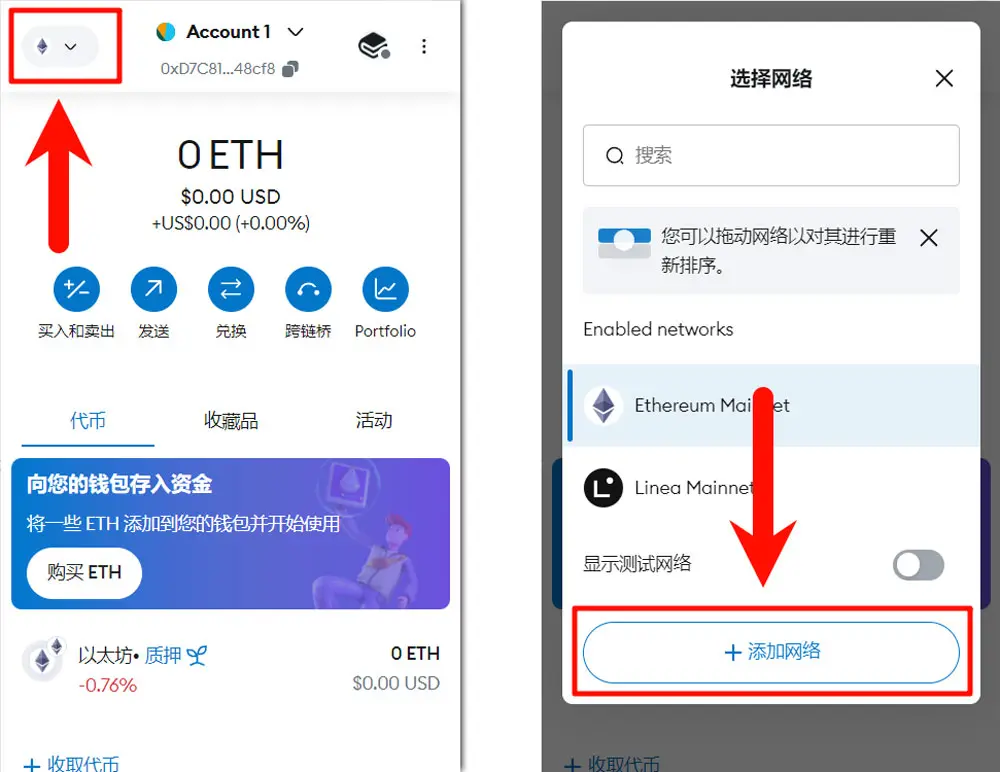 Account 1
0xD7C81...48cf8
0 ETH
$0.00 USD
+US$0.00 (+0.00%)
买入和卖出
发送
兑换
跨链桥
Portfolio
代币
收藏品
活动
向您的钱包存入资金
将一些 ETH 添加到您的钱包并开始使用
购买 ETH
以太坊• 质押
0 ETH
-0.76%
$0.00 USD
+ 收取代币
选择网络
搜索
您可以拖动网络以对其进行重
新排序。
Enabled networks
Ethereum Mainnet
Linea Mainnet
显示测试网络
+ 添加网络
+ 收取代币